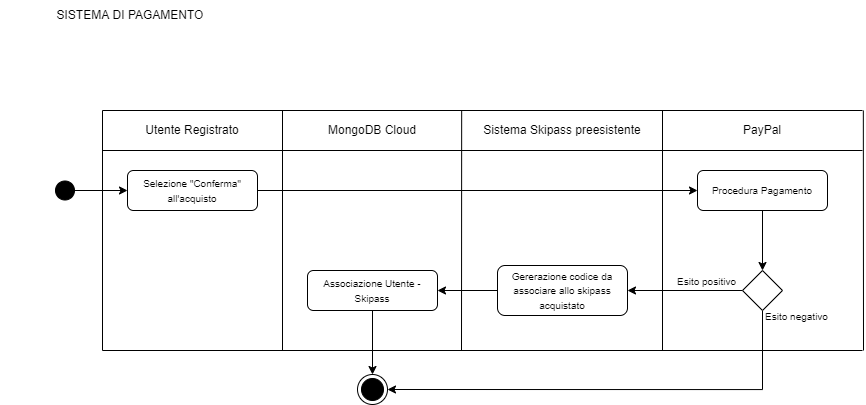 SISTEMA DI PAGAMENTO
Utente Registrato
MongoDB Cloud
Sistema Skipass preesistente
PayPal
Selezione "Conferma"
all'acquisto
Procedura Pagamento
Associazione Utente -
Skipass
Gererazione codice da
associare allo skipass
acquistato
Esito positivo
Esito negativo